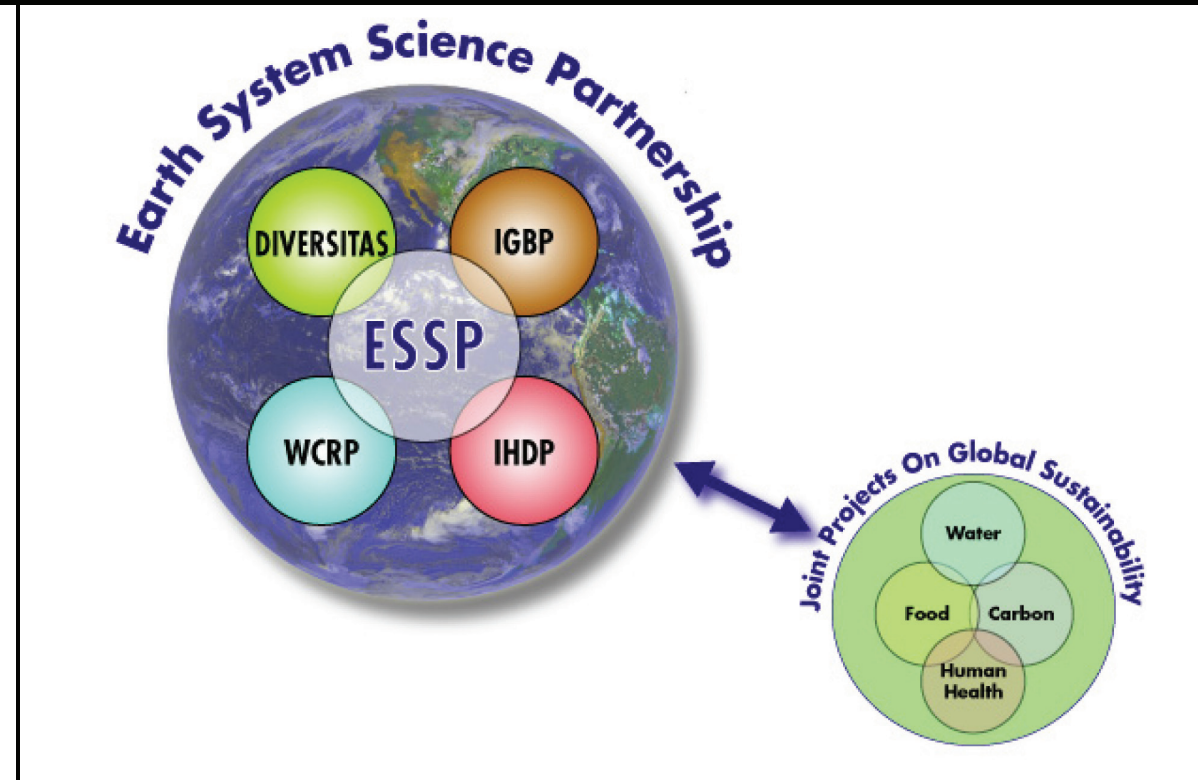 Earth System Science Partnership
DIVERSITAS
IGBP
ESSP
WCRP
IHDP
Joint Projects On Global Sustainability
Water
Food
Carbon
Human
Health